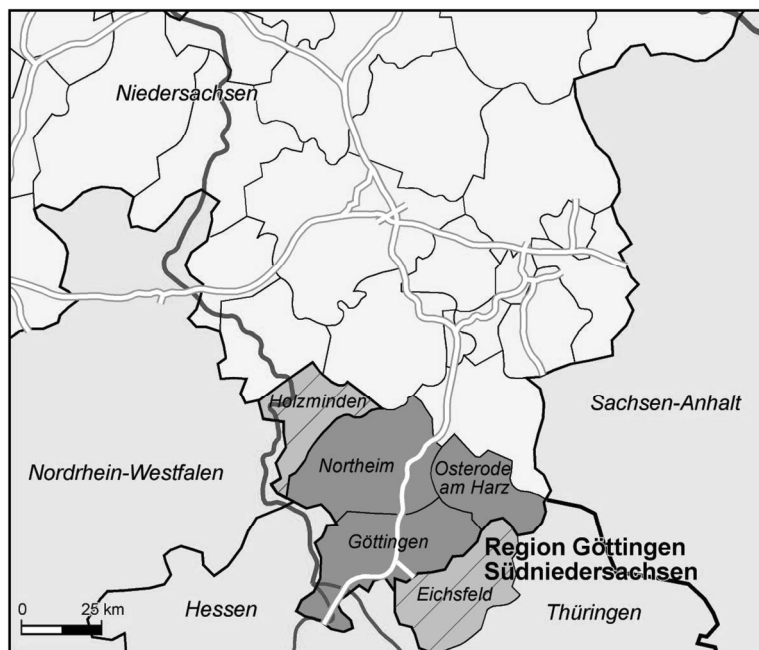 Niedersachsen
Holzminden
Sachsen-Anhalt
Nordrhein-Westfalen
Northeim
Osterode
am Harz
Göttingen
Region Göttingen
Südniedersachsen
Eichsfeld
Hessen
Thüringen
0 25 km